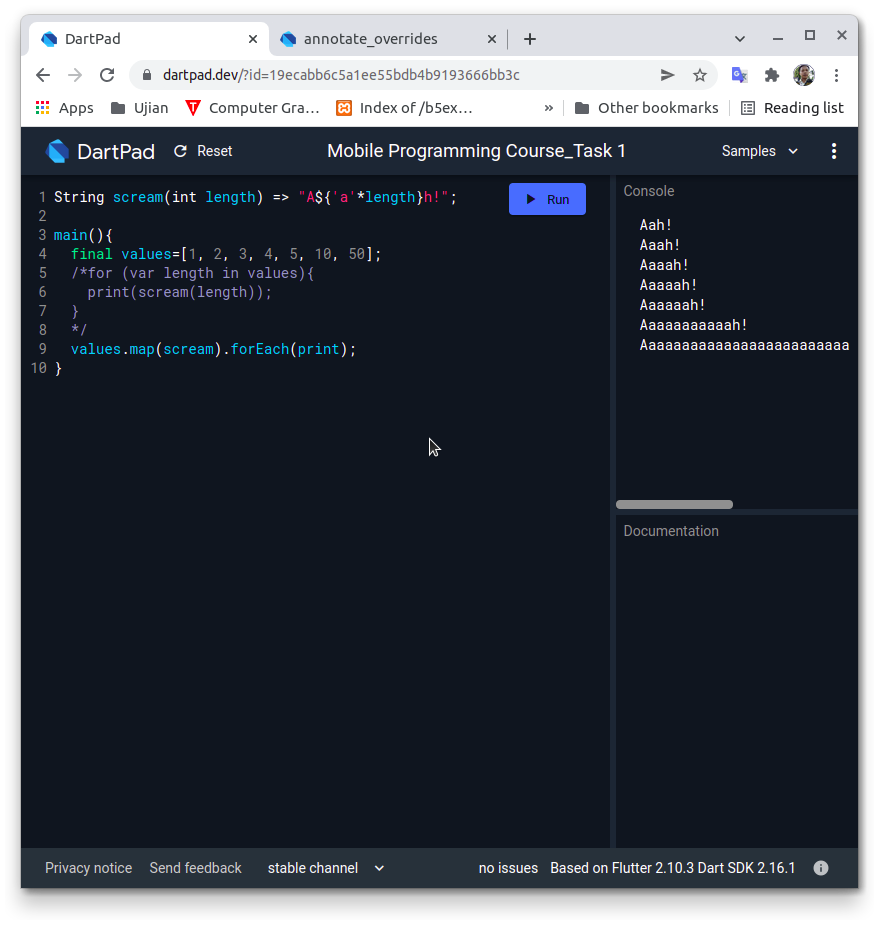 DartPad
annotate_overrides
dartpad.dev/?id=19ecabb6c5a1ee55bdb4b9193666bb3c
Apps Ujian Computer Gra... Index of /b5ex... » Other bookmarks Reading list
DartPad Reset Mobile Programming Course_Task 1 Samples
1 String scream(int length) => "A${'a'*length}h!";
2
3 main(){
4 final values=[1, 2, 3, 4, 5, 10, 50];
5 /*for (var length in values){
6 print(scream(length));
7 }
8 */
9 values.map(scream).forEach(print);
10 }
Run
Console
Aah!
Aaah!
Aaaah!
Aaaaah!
Aaaaaah!
Aaaaaaaaaaah!
Aaaaaaaaaaaaaaaaaaaaaaaaa
Documentation
Privacy notice Send feedback stable channel no issues Based on Flutter 2.10.3 Dart SDK 2.16.1